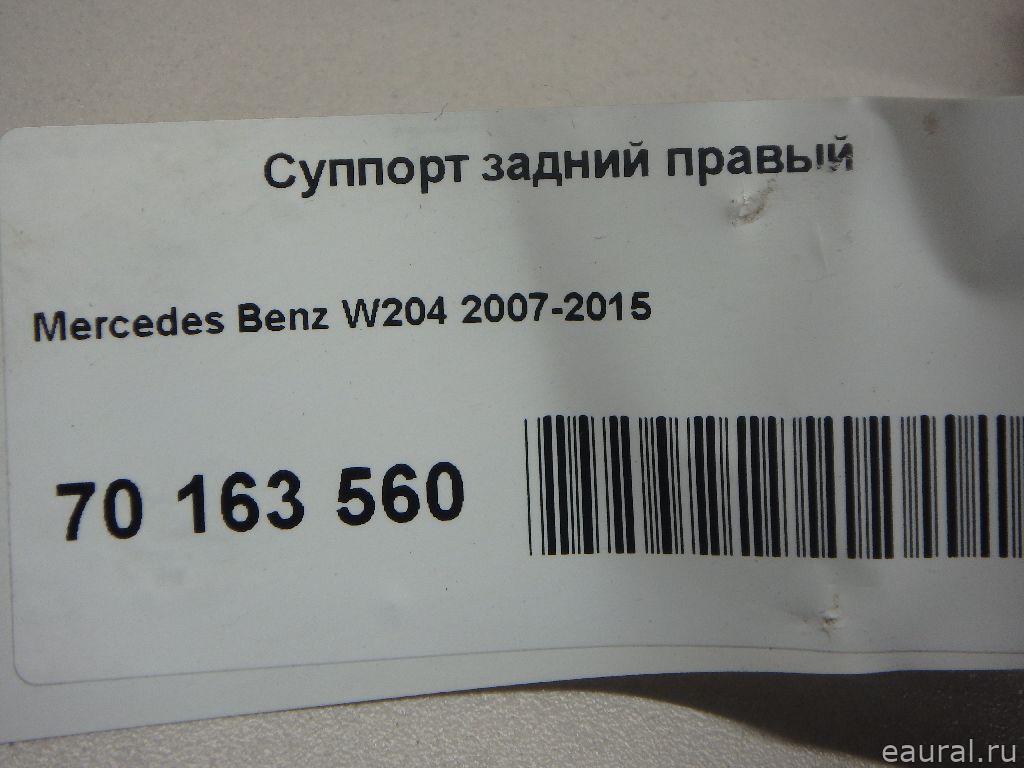 Суппорт задний правый
Mercedes Benz W204 2007-2015
70 163 560
eaural.ru